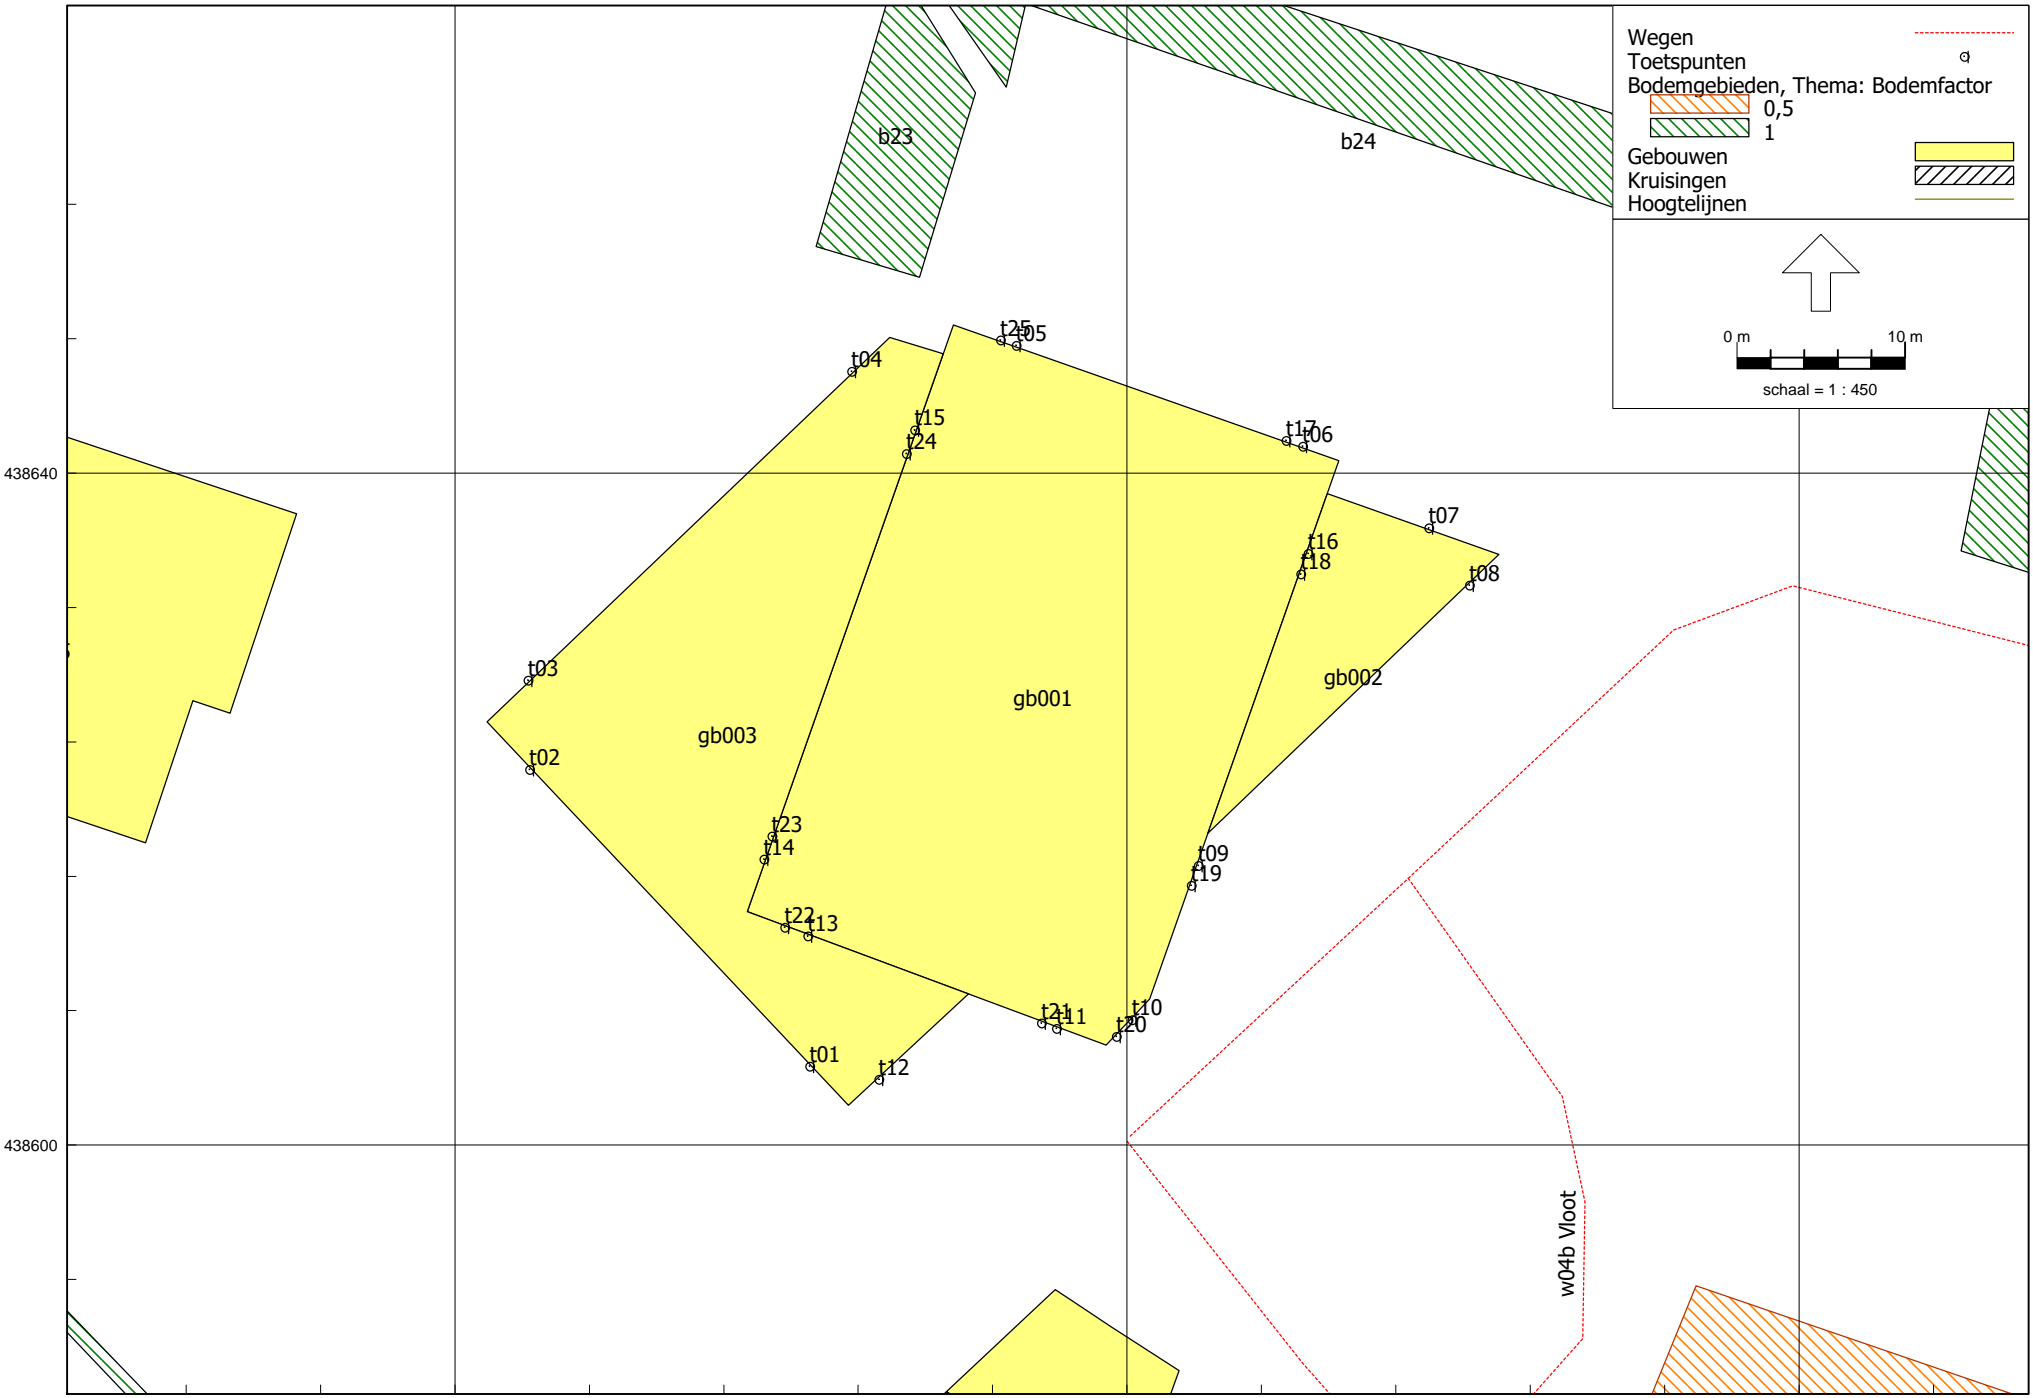 Wegen
Toetspunten
Bodemgebieden, Thema: Bodemfactor
0,5
1
Gebouwen
Kruisingen
Hoogtelijnen
0 m 10 m
schaal = 1 : 450
b23
b24
t25
t05
t04
t15
t24
t17
t06
438640
t07
t16
t18
t08
t03
gb002
gb001
gb003
t02
t23
t14
t09
t19
t22
t13
t21
t11
t10
t20
t01
t12
438600
w04b Vloot